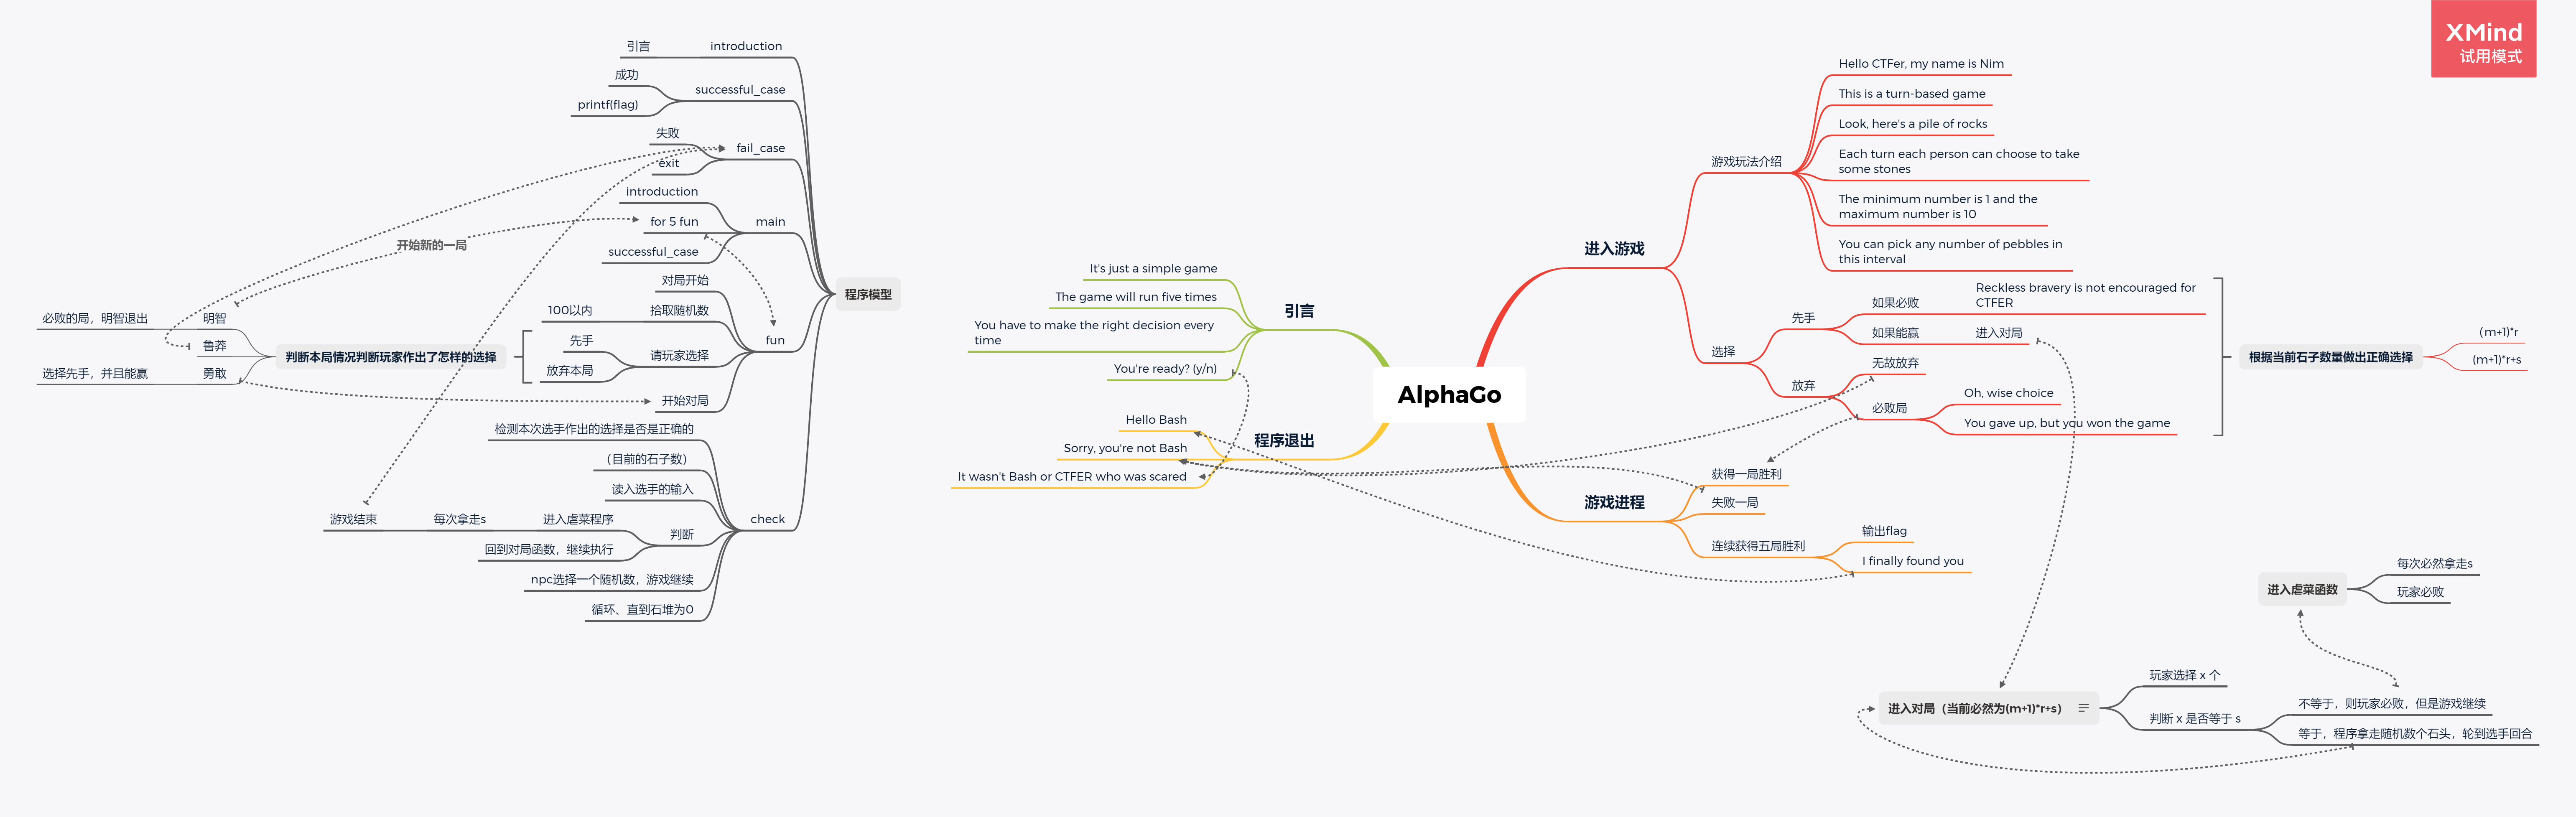 XMind
试用模式
引言
introduction
成功
printf(flag)
successful_case
失败
exit
fail_case
introduction
for 5 fun
successful_case
main
开始新的一局
对局开始
100以内
拾取随机数
先手
放弃本局
请玩家选择
开始对局
fun
必败的局，明智退出
明智
鲁莽
选择先手，并且能赢
勇敢
判断本局情况判断玩家作出了怎样的选择
检测本次选手作出的选择是否是正确的
（目前的石子数）
读入选手的输入
游戏结束
每次拿走s
进入虐菜程序
回到对局函数，继续执行
判断
npc选择一个随机数，游戏继续
循环、直到石堆为0
check
程序模型
AlphaGo
引言
It's just a simple game
The game will run five times
You have to make the right decision every
time
You're ready? (y/n)
程序退出
Hello Bash
Sorry, you're not Bash
It wasn't Bash or CTFER who was scared
进入游戏
游戏玩法介绍
Hello CTFer, my name is Nim
This is a turn-based game
Look, here's a pile of rocks
Each turn each person can choose to take
some stones
The minimum number is 1 and the
maximum number is 10
You can pick any number of pebbles in
this interval
选择
先手
如果必败
Reckless bravery is not encouraged for
CTFER
如果能赢
进入对局
放弃
无故放弃
必败局
Oh, wise choice
You gave up, but you won the game
根据当前石子数量做出正确选择
(m+1)*r
(m+1)*r+s
游戏进程
获得一局胜利
失败一局
连续获得五局胜利
输出flag
I finally found you
进入虐菜函数
每次必然拿走s
玩家必败
进入对局（当前必然为(m+1)*r+s）
玩家选择 x 个
判断 x 是否等于 s
不等于，则玩家必败，但是游戏继续
等于，程序拿走随机数个石头，轮到选手回合